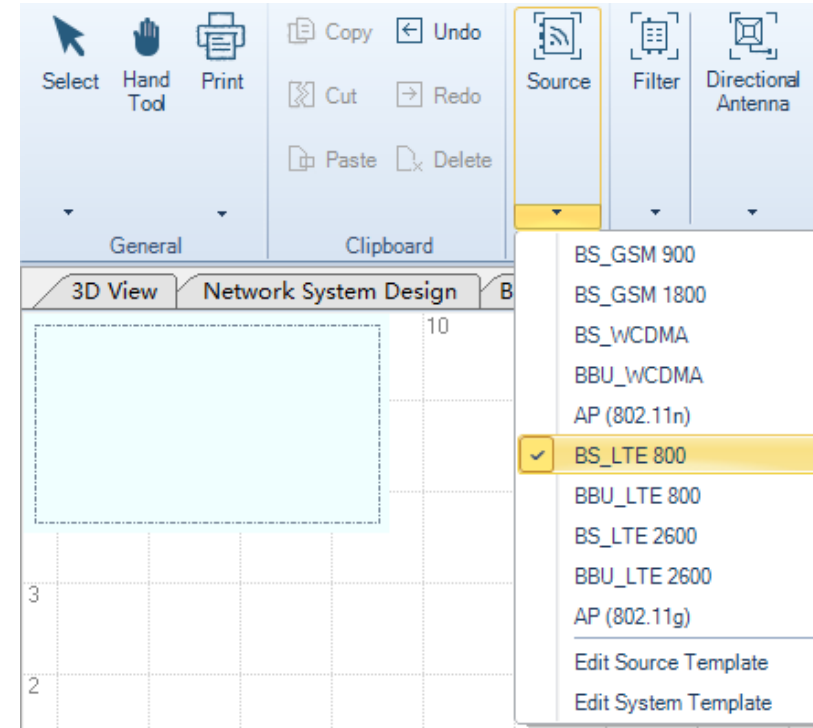 Select
Hand
Tool
Print
Copy
Undo
Cut
Redo
Paste
Delete
Source
Filter
Directional
Antenna
General
Clipboard
3D View
Network System Design
B
10
3
2
BS_GSM 900
BS_GSM 1800
BS_WCDMA
BBU_WCDMA
AP (802.11n)
BS_LTE 800
BBU_LTE 800
BS_LTE 2600
BBU_LTE 2600
AP (802.11g)
Edit Source Template
Edit System Template